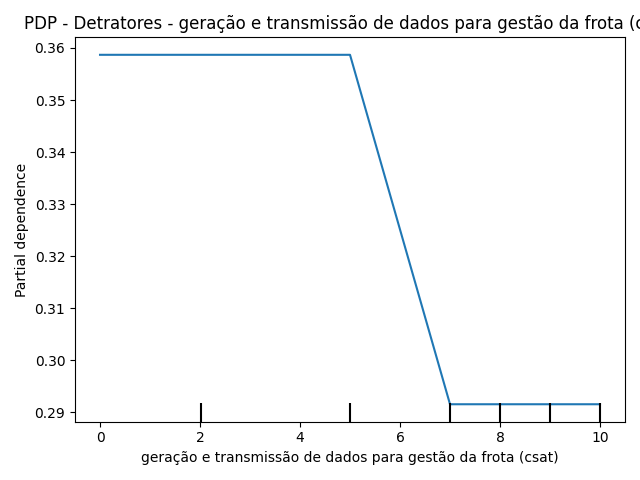 PDP - Detratores - geração e transmissão de dados para gestão da frota (c
0.36
0.35
0.34
0.33
0.32
0.31
0.30
0.29
Partial dependence
0 2 4 6 8 10
geração e transmissão de dados para gestão da frota (csat)